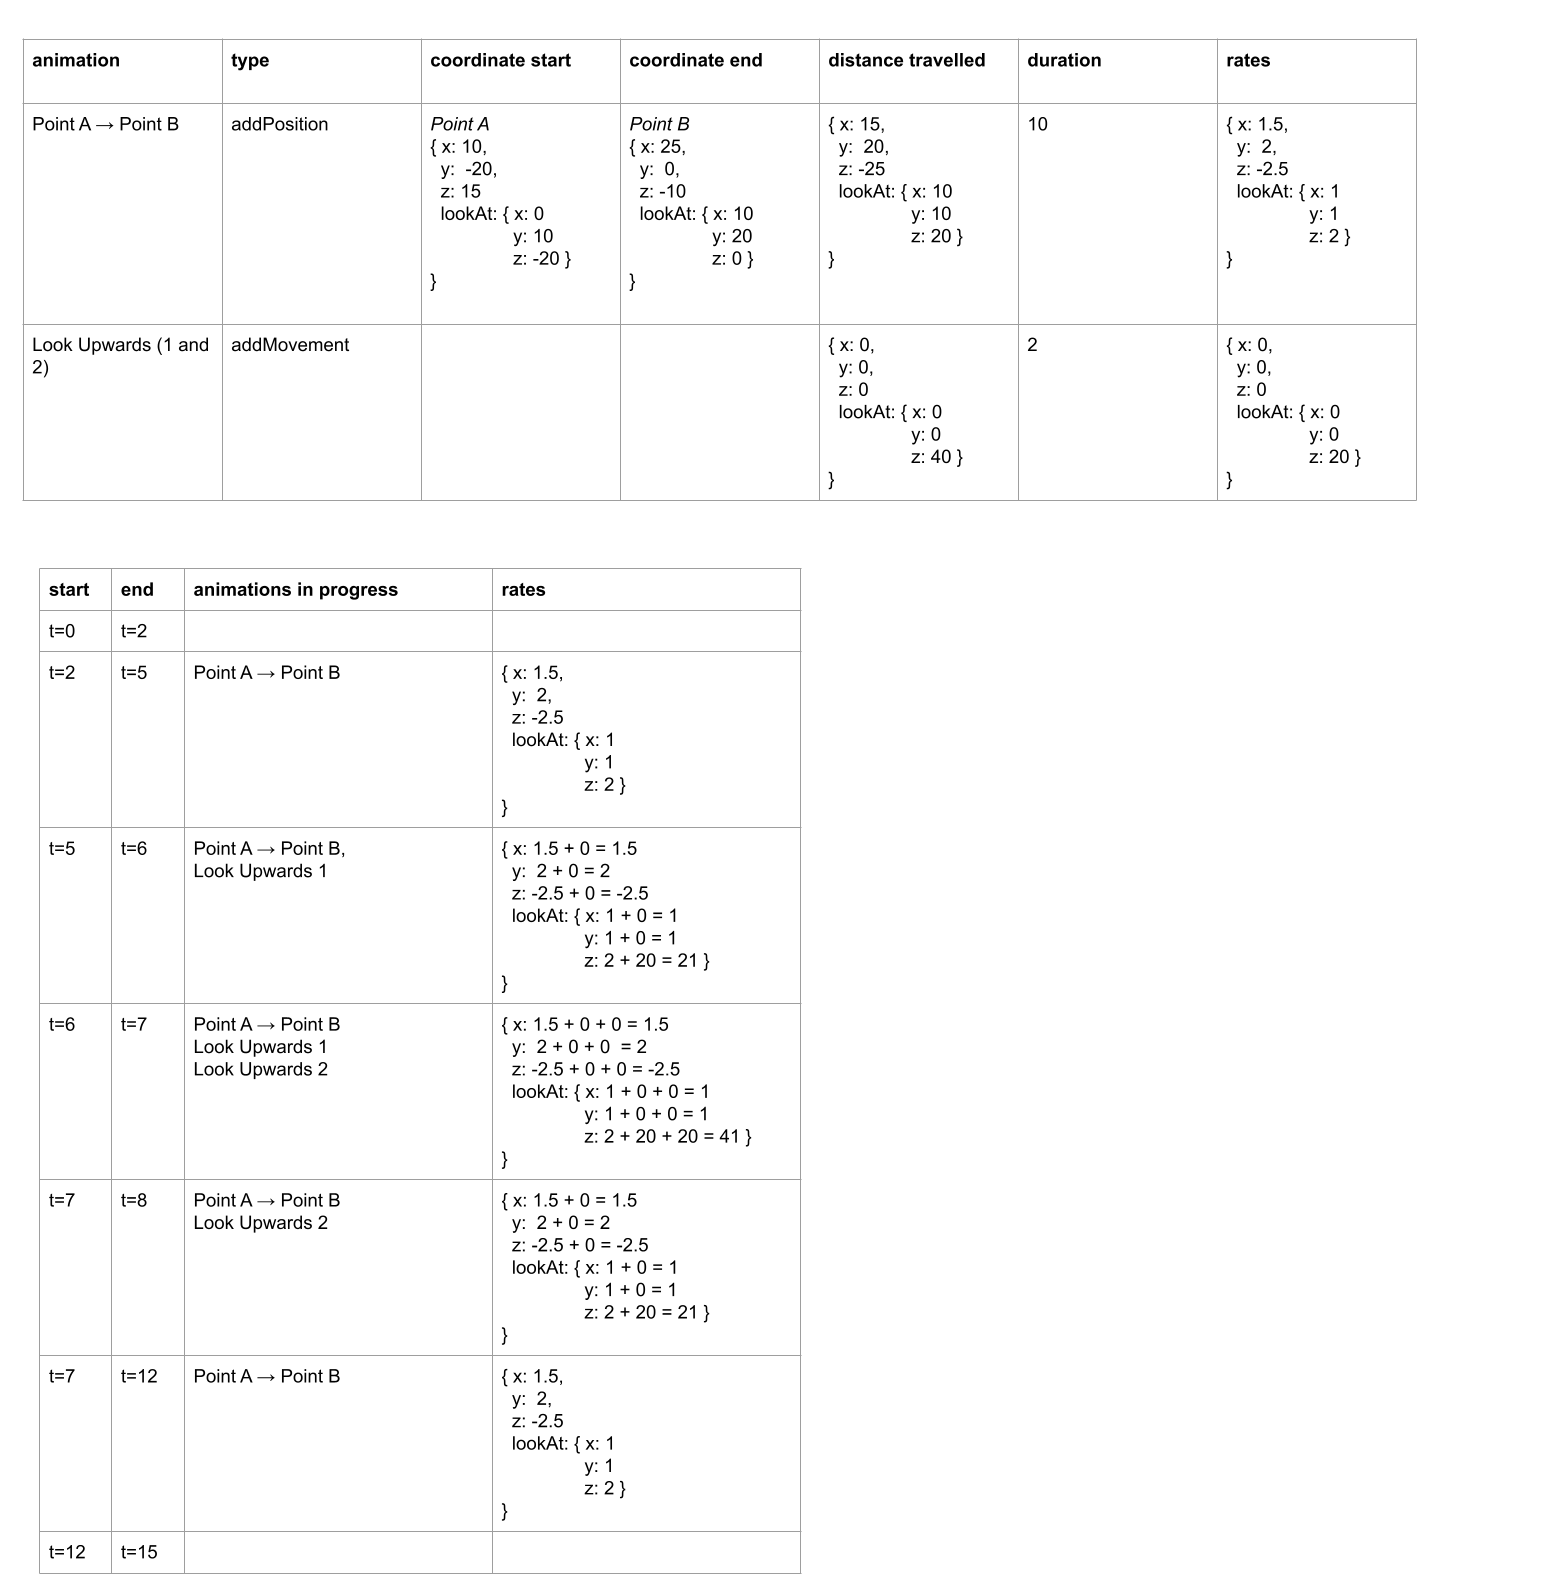 animation type coordinate start coordinate end distance travelled duration rates
Point A → Point B addPosition Point A Point B { x: 15, 10 { x: 1.5,
{ x: 10, { x: 25, y:  20, y:  2,
y:  -20, y:  0, z: -25 z: -2.5
z: 15 z: -10 lookAt: { x: 10 lookAt: { x: 1
lookAt: { x: 0 lookAt: { x: 10 y: 10 y: 1
y: 10 y: 20 z: 20 } z: 2 }
z: -20 } z: 0 } } }
} }
Look Upwards (1 and addMovement { x: 0, 2 { x: 0,
2) y: 0, y: 0,
z: 0 z: 0
lookAt: { x: 0 lookAt: { x: 0
y: 0 y: 0
z: 40 } z: 20 }
} }
start end animations in progress rates
t=0 t=2
t=2 t=5 Point A → Point B { x: 1.5,
y:  2,
z: -2.5
lookAt: { x: 1
y: 1
z: 2 }
}
t=5 t=6 Point A → Point B, { x: 1.5 + 0 = 1.5
Look Upwards 1 y:  2 + 0 = 2
z: -2.5 + 0 = -2.5
lookAt: { x: 1 + 0 = 1
y: 1 + 0 = 1
z: 2 + 20 = 21 }
}
t=6 t=7 Point A → Point B { x: 1.5 + 0 + 0 = 1.5
Look Upwards 1 y:  2 + 0 + 0  = 2
Look Upwards 2 z: -2.5 + 0 + 0 = -2.5
lookAt: { x: 1 + 0 + 0 = 1
y: 1 + 0 + 0 = 1
z: 2 + 20 + 20 = 41 }
}
t=7 t=8 Point A → Point B { x: 1.5 + 0 = 1.5
Look Upwards 2 y:  2 + 0 = 2
z: -2.5 + 0 = -2.5
lookAt: { x: 1 + 0 = 1
y: 1 + 0 = 1
z: 2 + 20 = 21 }
}
t=7 t=12 Point A → Point B { x: 1.5,
y:  2,
z: -2.5
lookAt: { x: 1
y: 1
z: 2 }
}
t=12 t=15